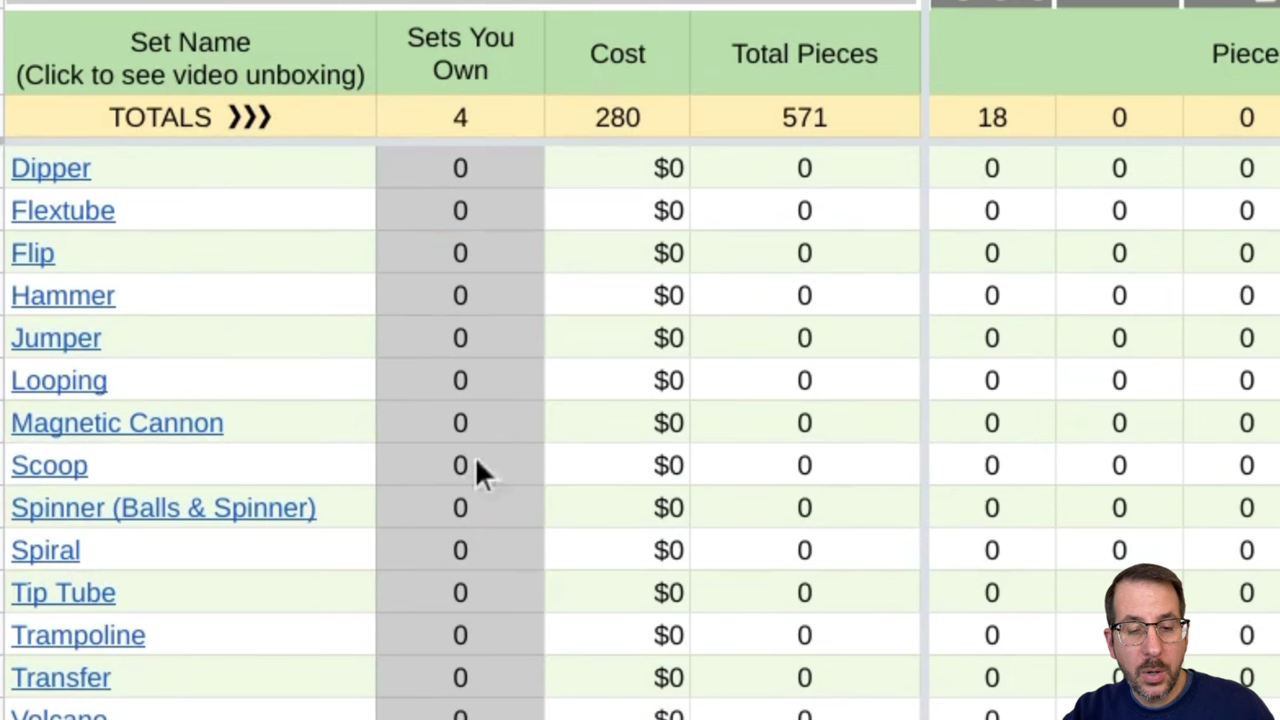 Set Name
(Click to see video unboxing)
Sets You
Own
Cost
Total Pieces
Piece
TOTALS ❯❯❯ 4 280 571 18 0 0
Dipper 0 $0 0 0 0 0
Flextube 0 $0 0 0 0 0
Flip 0 $0 0 0 0 0
Hammer 0 $0 0 0 0 0
Jumper 0 $0 0 0 0 0
Looping 0 $0 0 0 0 0
Magnetic Cannon 0 $0 0 0 0 0
Scoop 0 $0 0 0 0 0
Spinner (Balls & Spinner) 0 $0 0 0 0 0
Spiral 0 $0 0 0 0 0
Tip Tube 0 $0 0 0 0
Trampoline 0 $0 0 0 0
Transfer 0 $0 0 0 0
Volcano 0 $0 0 0